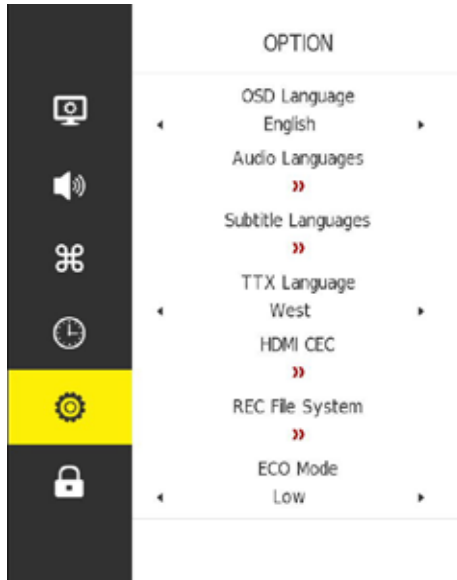 OPTION
OSD Language
English
Audio Languages
»
Subtitle Languages
»
TTX Language
West
HDMI CEC
»
REC File System
»
ECO Mode
Low